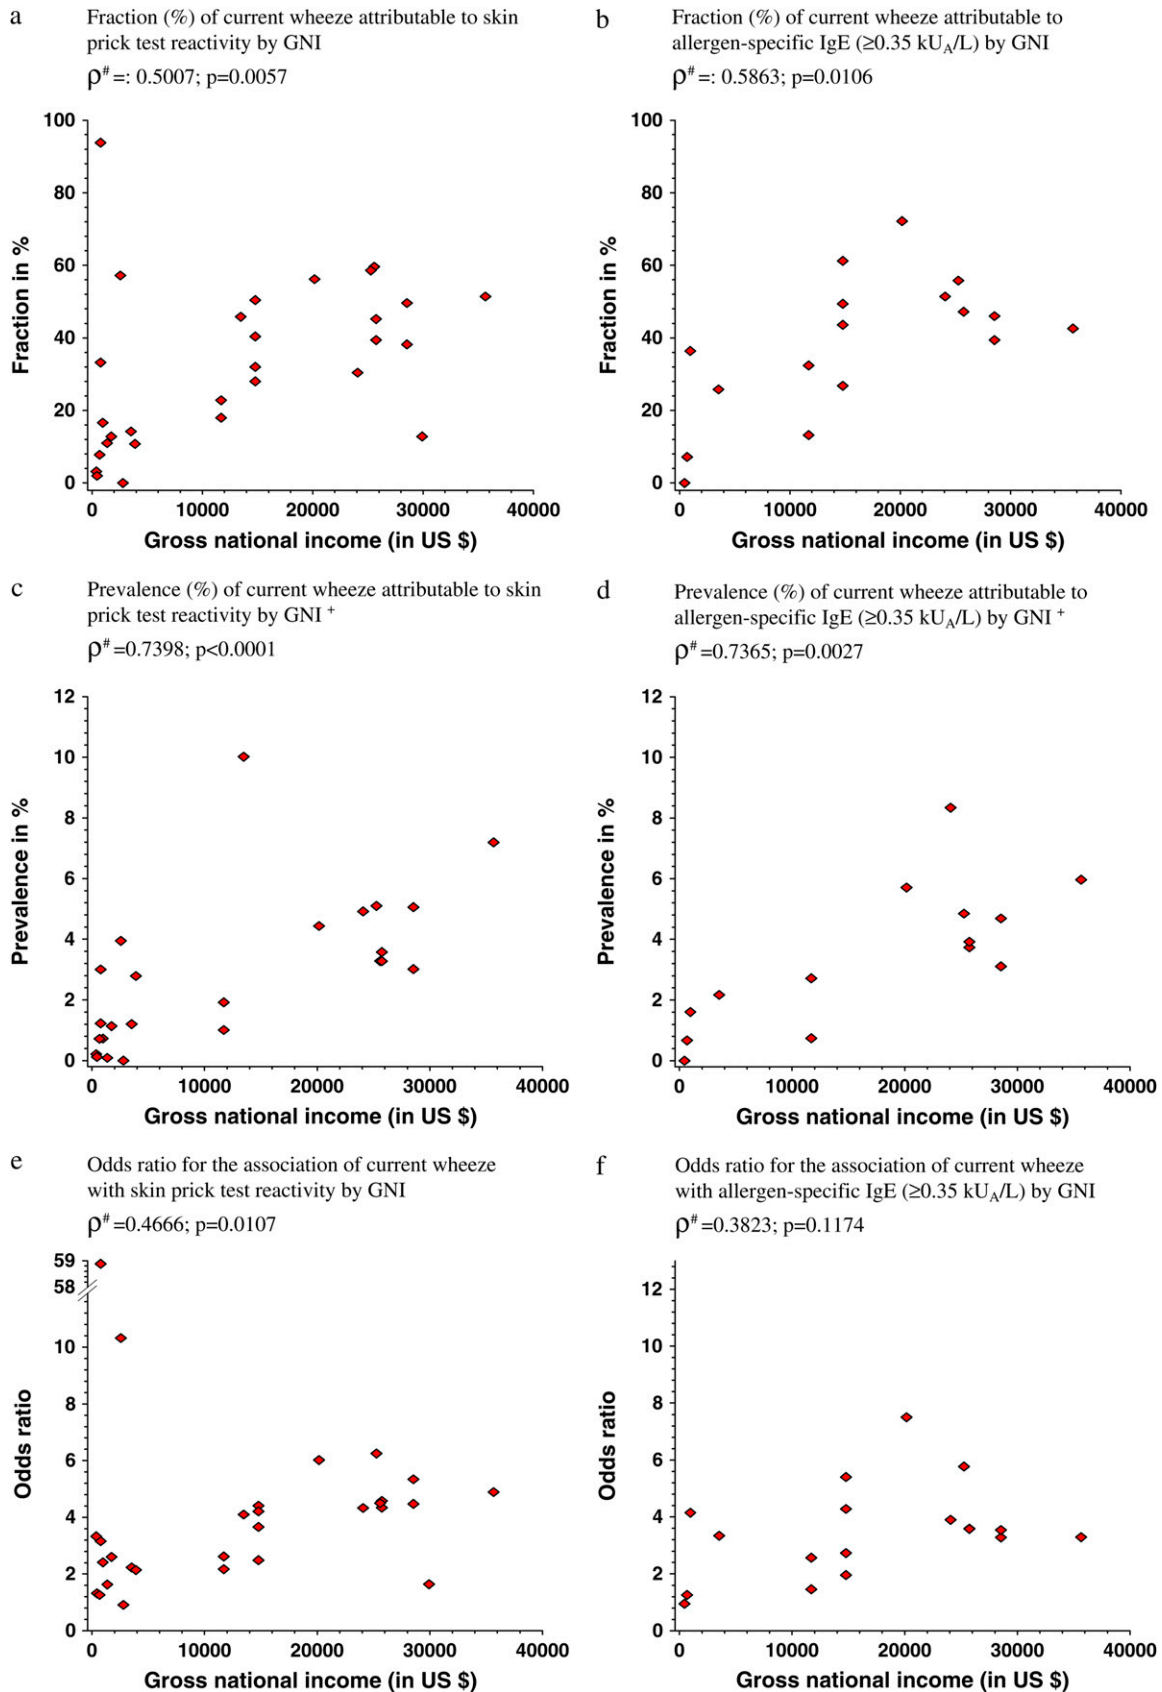 a
Fraction (%) of current wheeze attributable to skin
prick test reactivity by GNI
ρ#=: 0.5007; p=0.0057
100
80
60
40
20
0
Fraction in %
0 10000 20000 30000 40000
Gross national income (in US $)
b
Fraction (%) of current wheeze attributable to
allergen-specific IgE (≥0.35 kUA/L) by GNI
ρ#=: 0.5863; p=0.0106
100
80
60
40
20
0
Fraction in %
0 10000 20000 30000 40000
Gross national income (in US $)
c
Prevalence (%) of current wheeze attributable to skin
prick test reactivity by GNI +
ρ#=0.7398; p<0.0001
12
10
8
6
4
2
0
Prevalence in %
0 10000 20000 30000 40000
Gross national income (in US $)
d
Prevalence (%) of current wheeze attributable to
allergen-specific IgE (≥0.35 kUA/L) by GNI +
ρ#=0.7365; p=0.0027
12
10
8
6
4
2
0
Prevalence in %
0 10000 20000 30000 40000
Gross national income (in US $)
e
Odds ratio for the association of current wheeze
with skin prick test reactivity by GNI
ρ#=0.4666; p=0.0107
59
58
10
8
6
4
2
0
Odds ratio
0 10000 20000 30000 40000
Gross national income (in US $)
f
Odds ratio for the association of current wheeze
with allergen-specific IgE (≥0.35 kUA/L) by GNI
ρ#=0.3823; p=0.1174
12
10
8
6
4
2
0
Odds ratio
0 10000 20000 30000 40000
Gross national income (in US $)